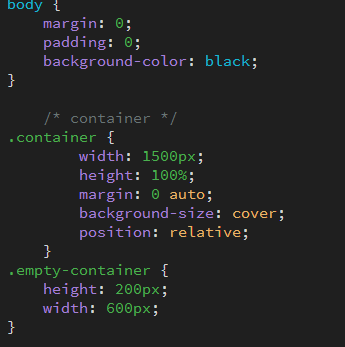 body {
    margin: 0;
    padding: 0;
    background-color: black;
}

    /* container */
.container {
        width: 1500px;
        height: 100%;
        margin: 0 auto;
        background-size: cover;
        position: relative;
    }
.empty-container {
    height: 200px;
    width: 600px;
}